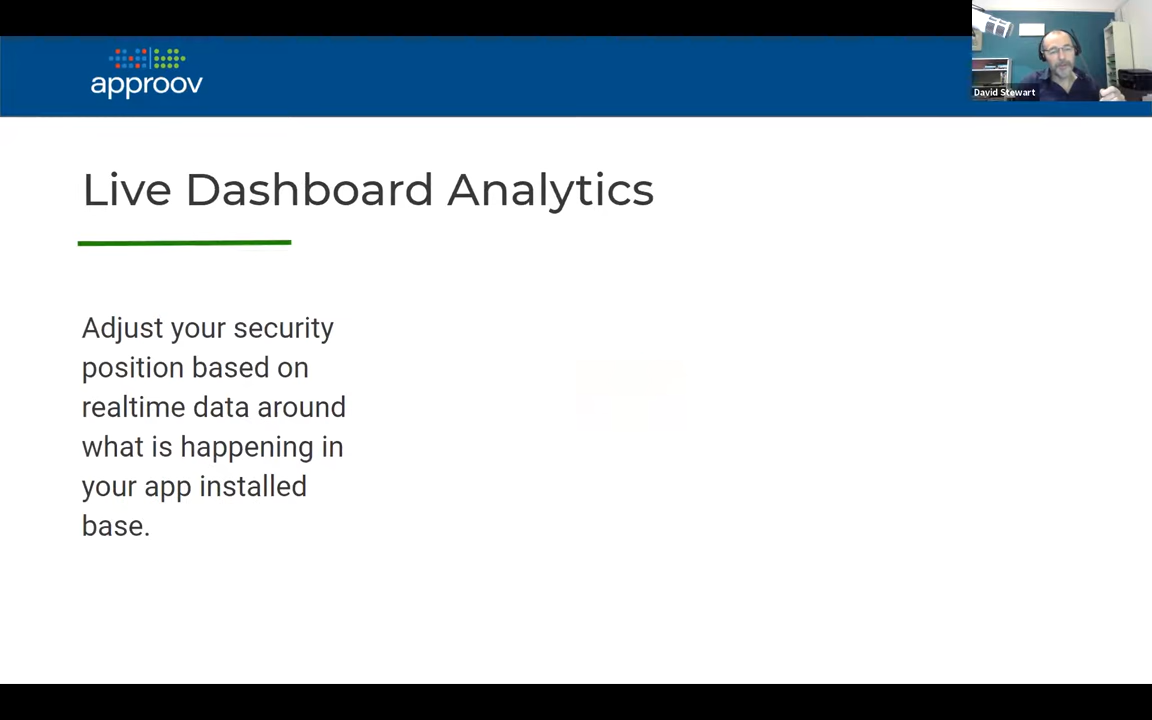 approov
David Stewart
Live Dashboard Analytics
Adjust your security
position based on
realtime data around
what is happening in
your app installed
base.